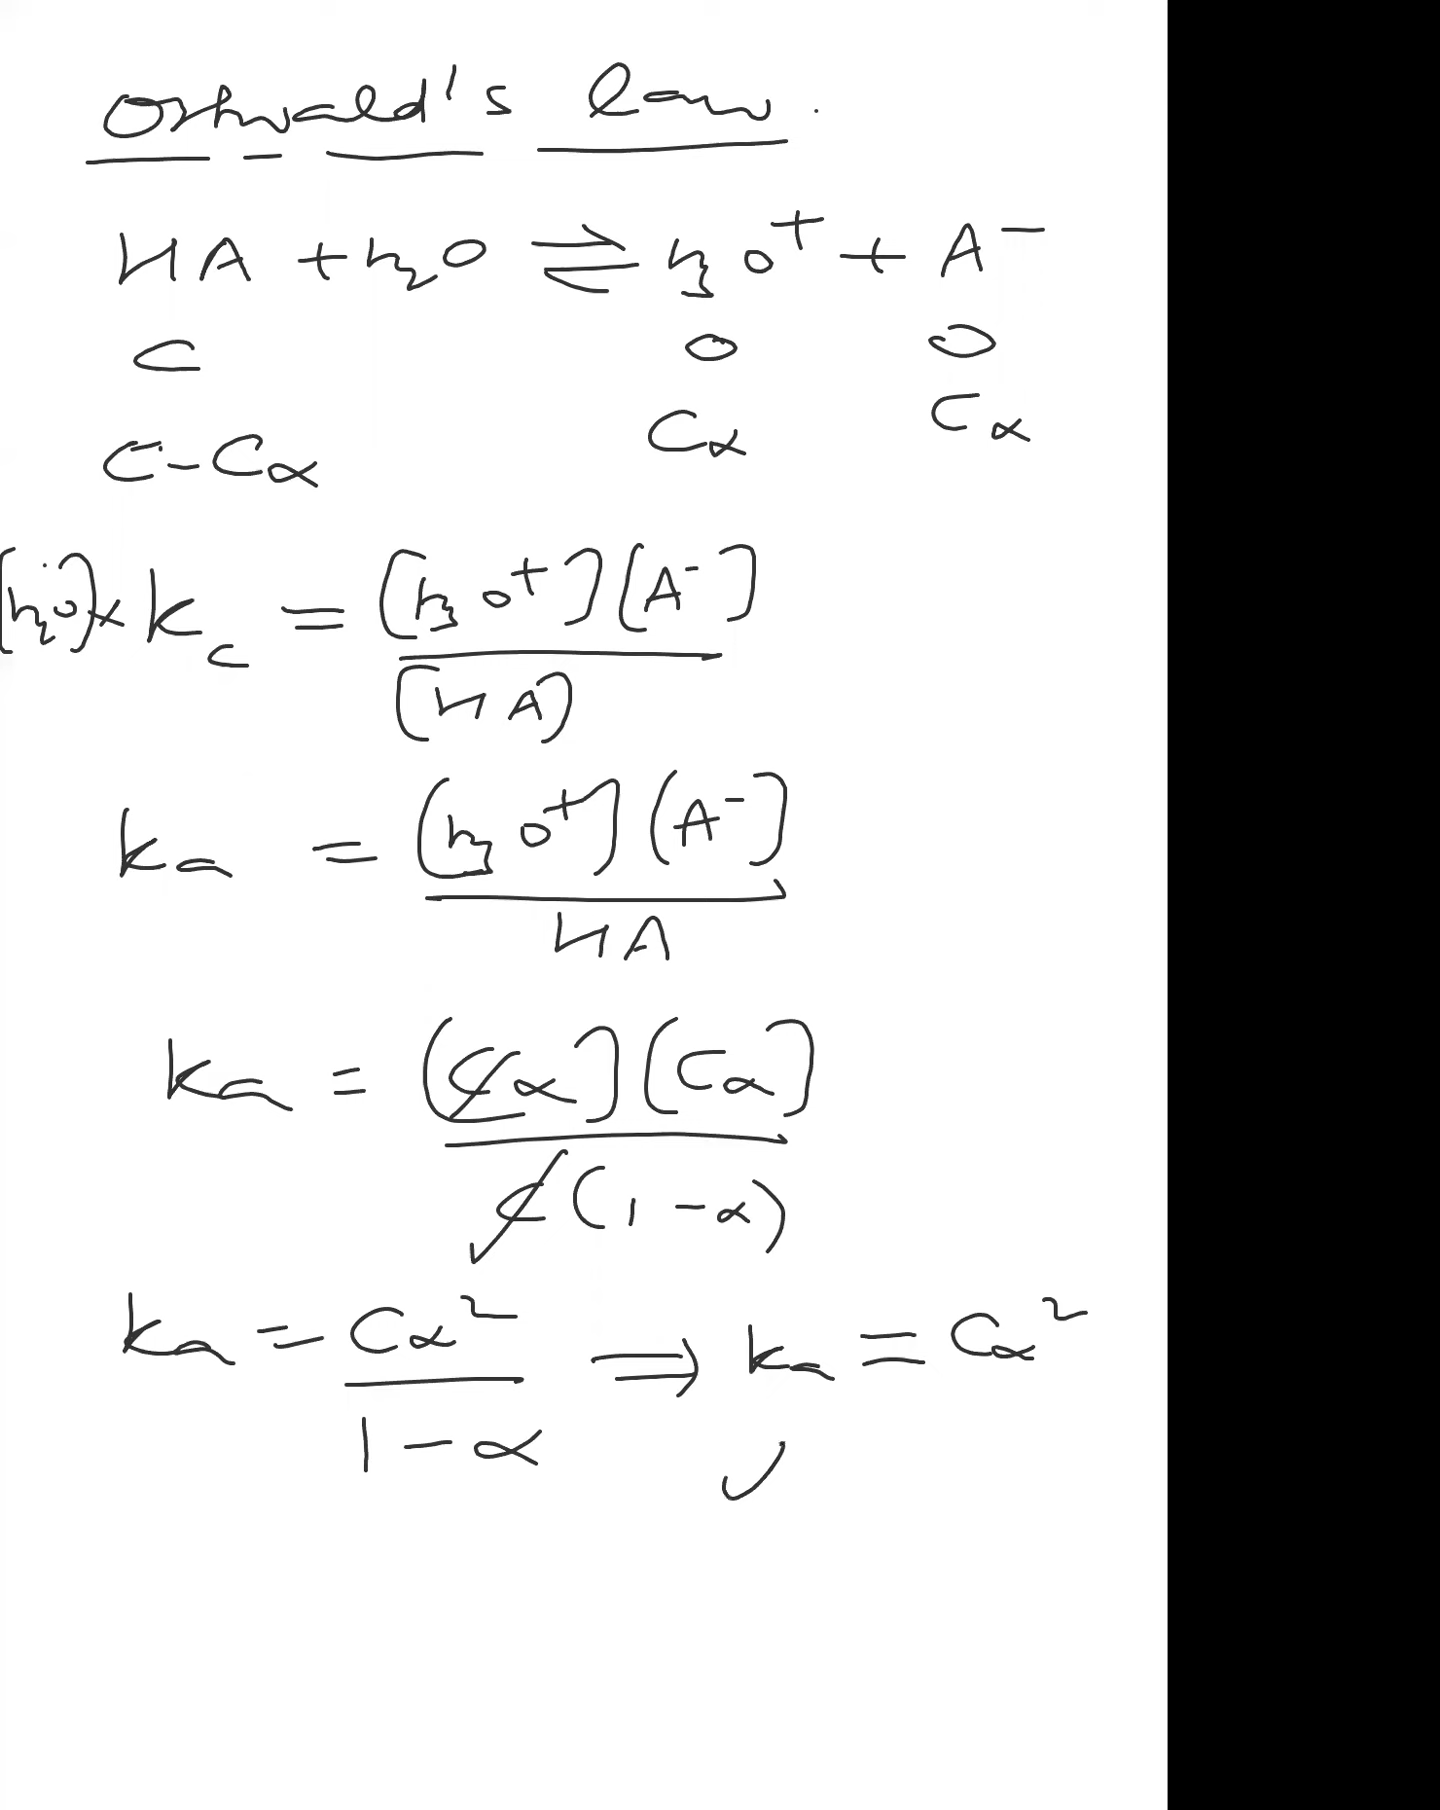 Ostwald's law.
HA + H₂O ⇌ H₃O⁺ + A⁻
C 0 0
C-Cα Cα Cα
[H₂O] × Kc = [H₃O⁺][A⁻]
[HA]
Ka = [H₃O⁺][A⁻]
HA
Ka = [Cα][Cα]
C(1-α)
Ka = Cα² ⟹ Ka = Cα²
1-α ✓